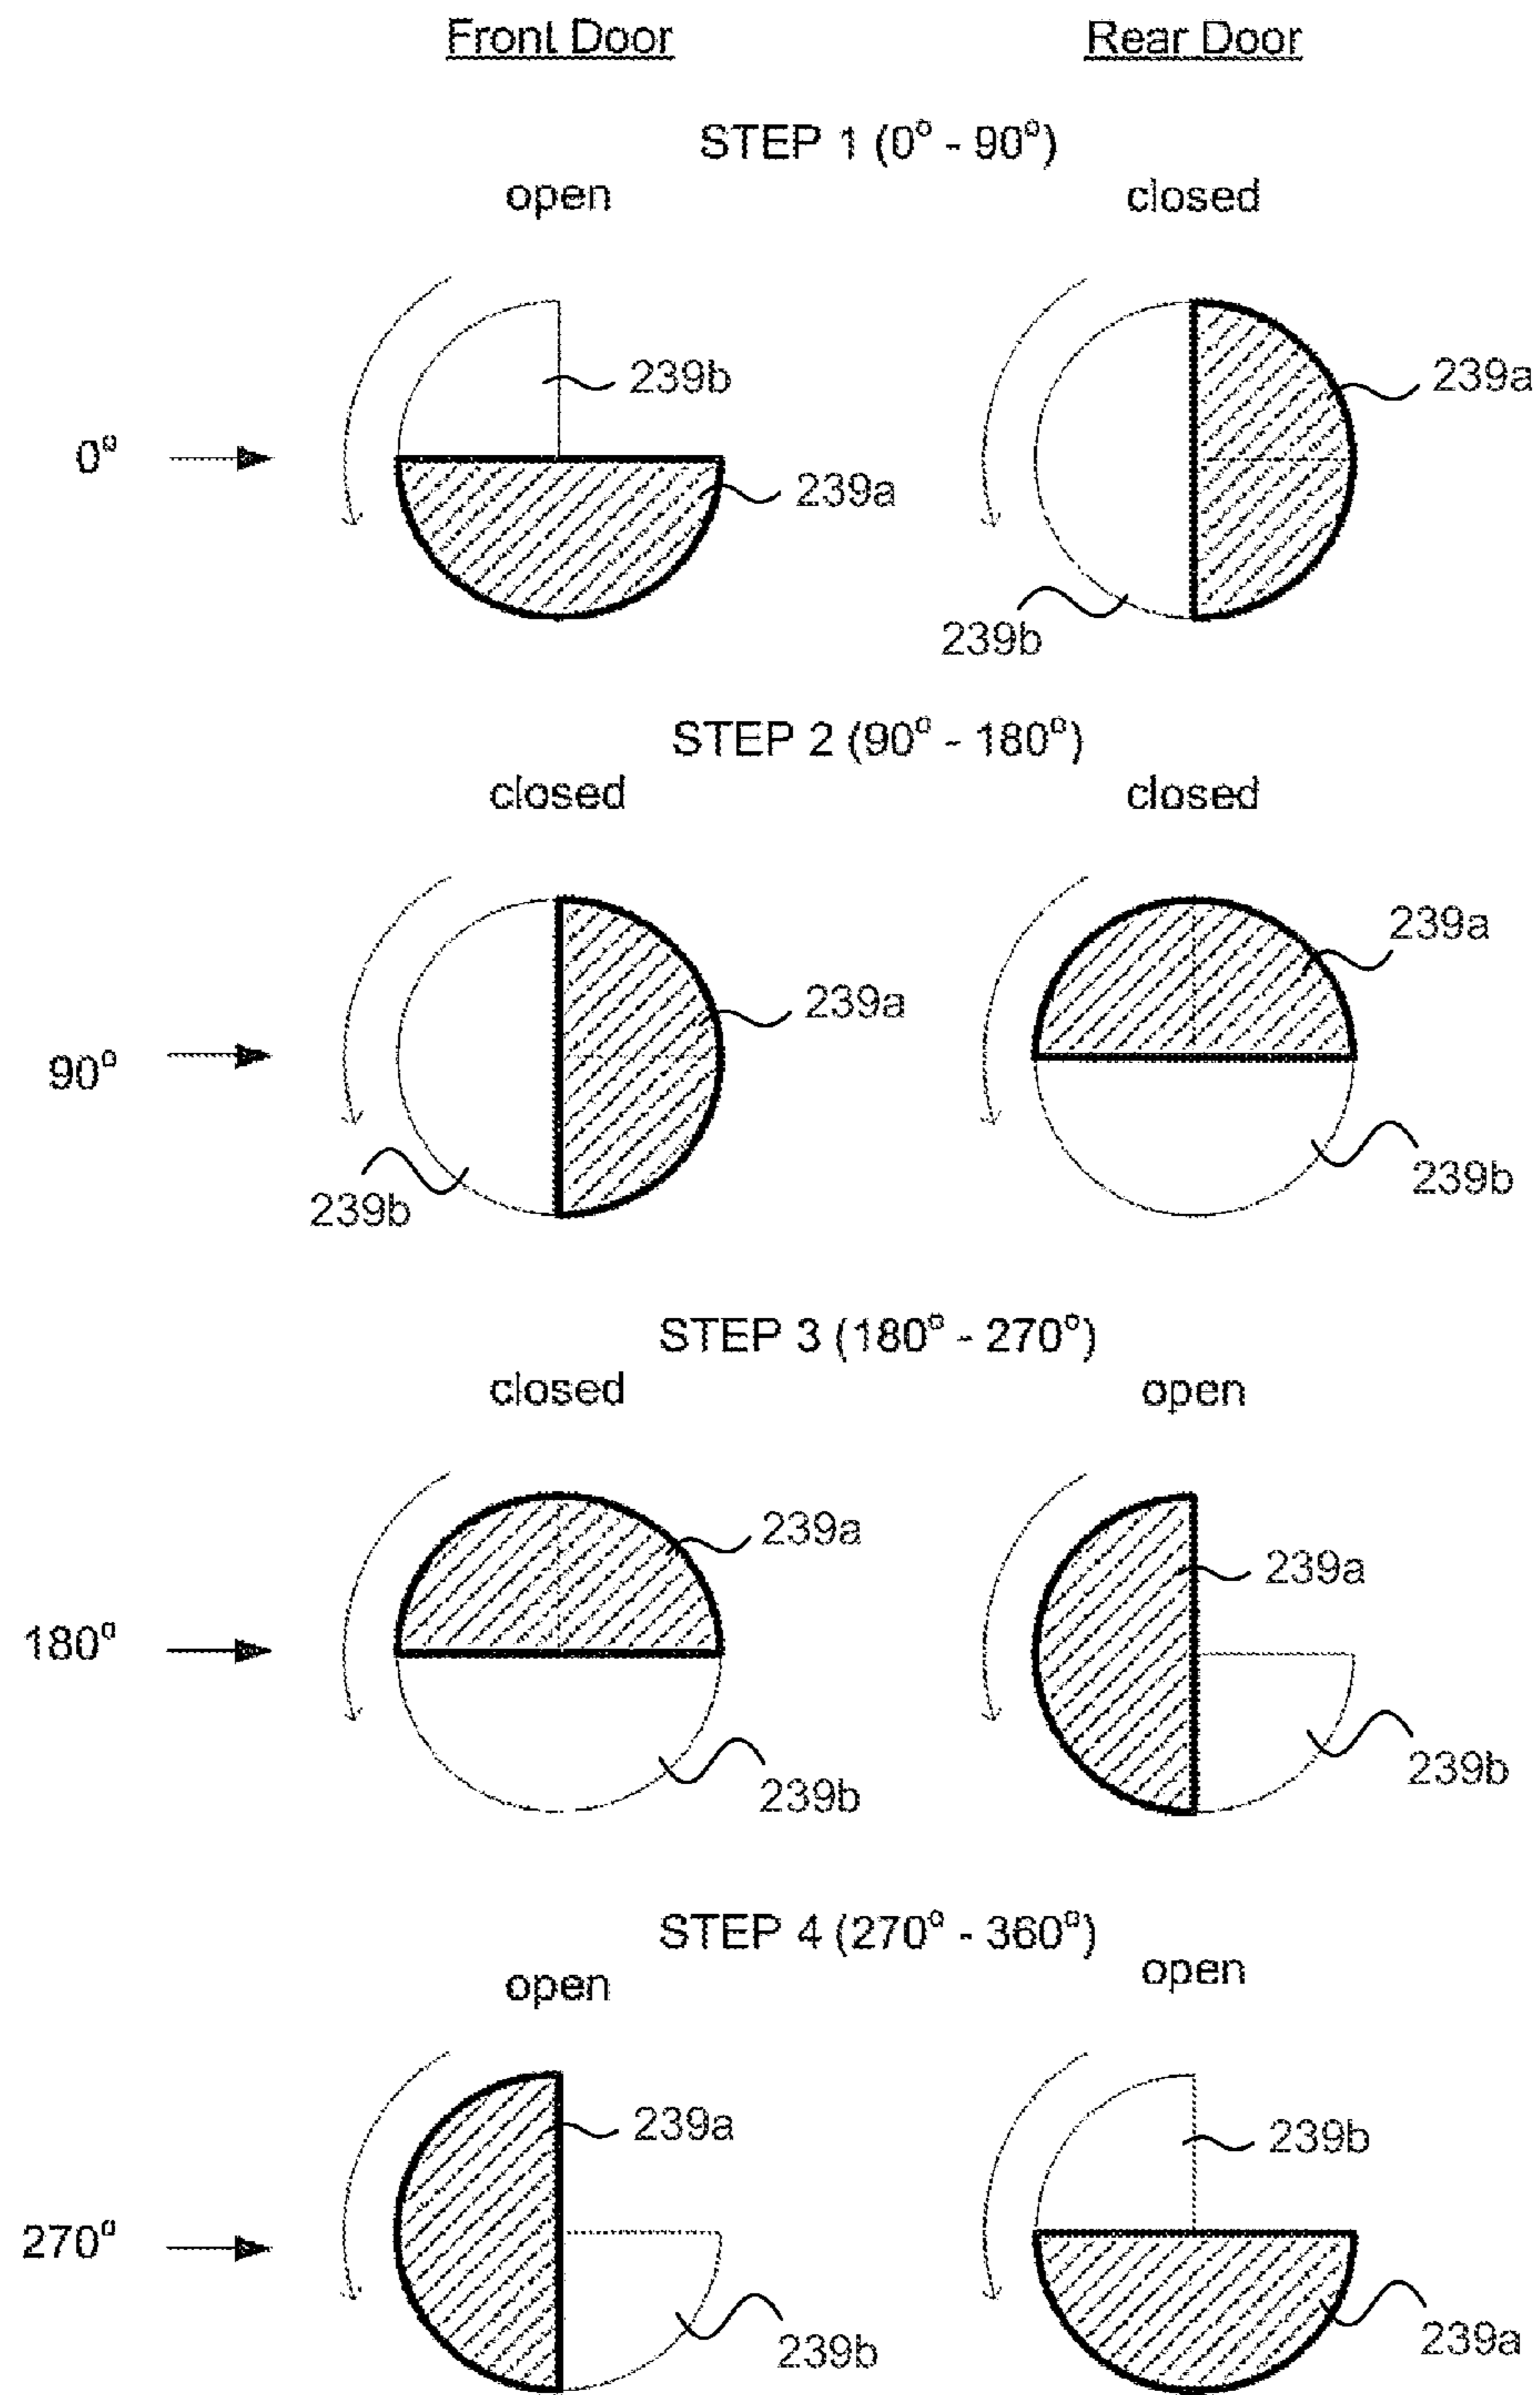 Front Door Rear Door
STEP 1 (0° - 90°)
open closed
239b
239a
0°
239a
239b
STEP 2 (90° - 180°)
closed closed
239a
239a
90°
239b
239b
STEP 3 (180° - 270°)
closed open
239a
239a
180°
239b
239b
STEP 4 (270° - 360°)
open open
239a
239b
270°
239b
239a